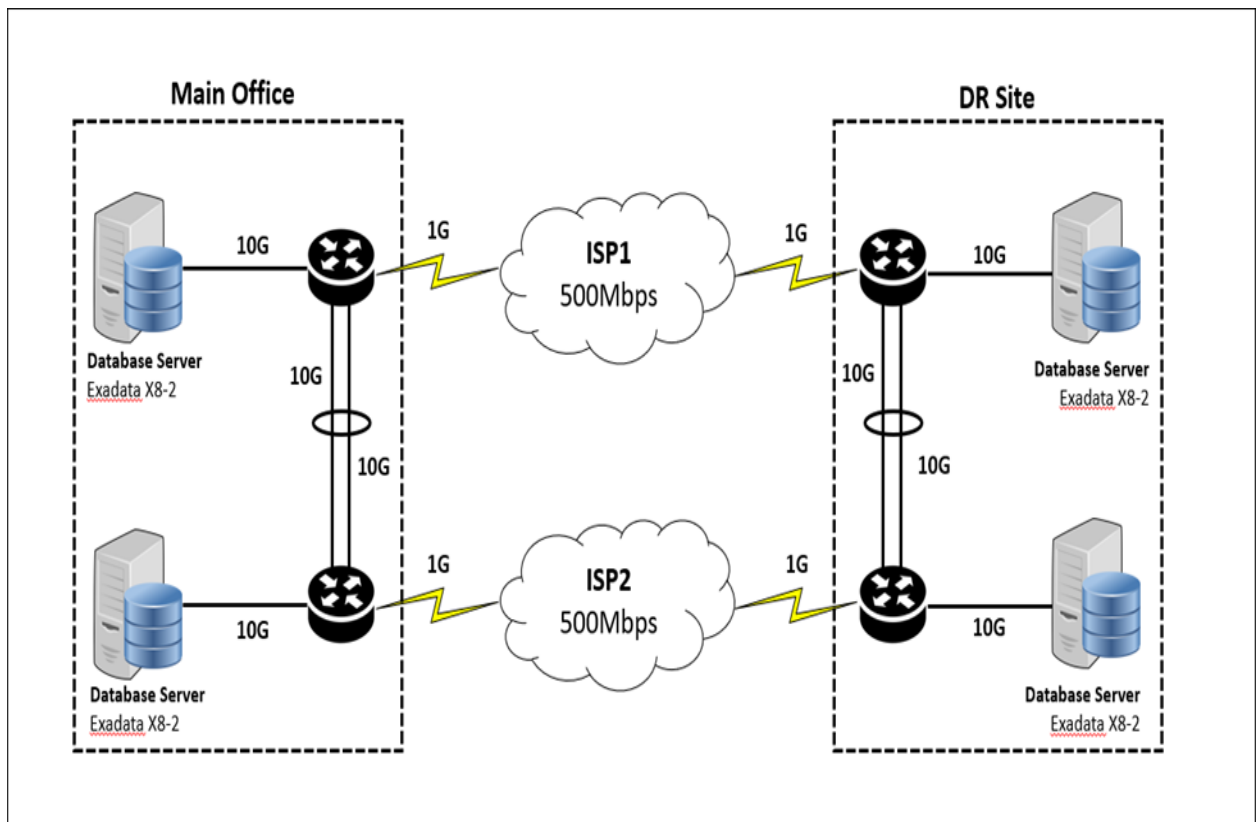 Main Office
DR Site
10G
1G
ISP1
500Mbps
1G
10G
Database Server
Exadata X8-2
10G
10G
10G
10G
Database Server
Exadata X8-2
10G
1G
ISP2
500Mbps
1G
10G
Database Server
Exadata X8-2
Database Server
Exadata X8-2